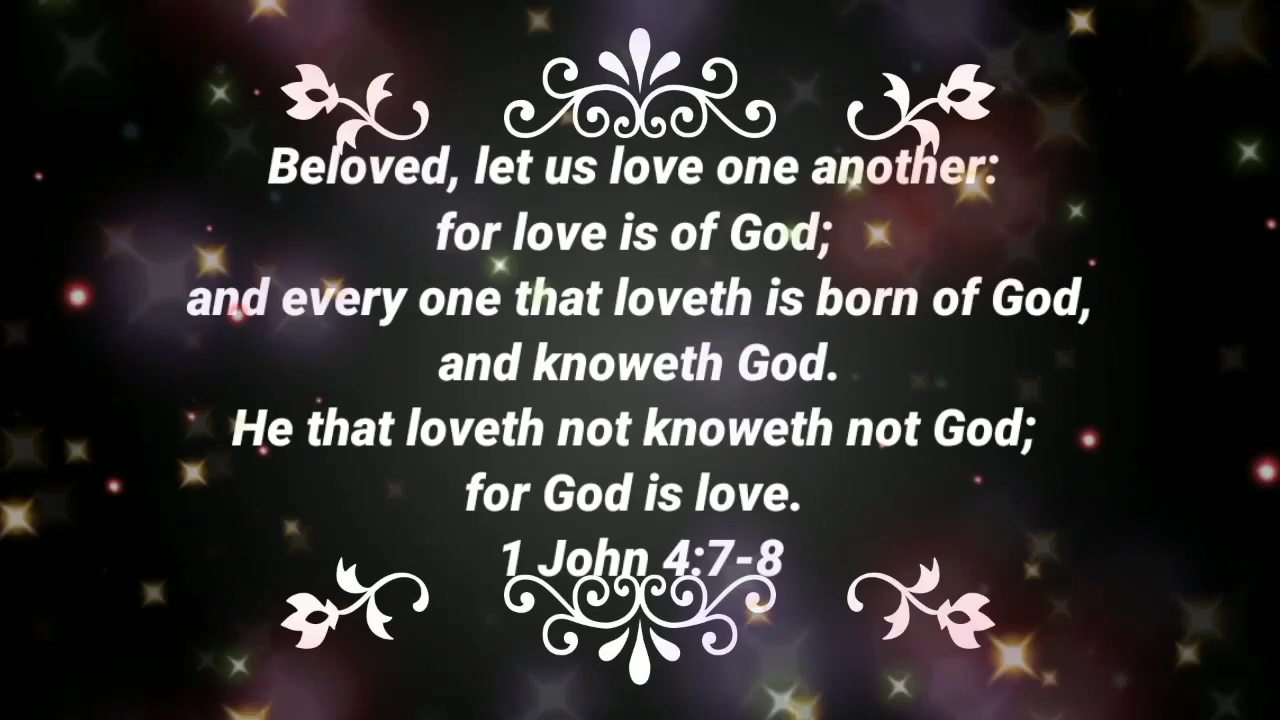 Beloved, let us love one another:
for love is of God;
and every one that loveth is born of God,
and knoweth God.
He that loveth not knoweth not God;
for God is love.
1 John 4:7-8